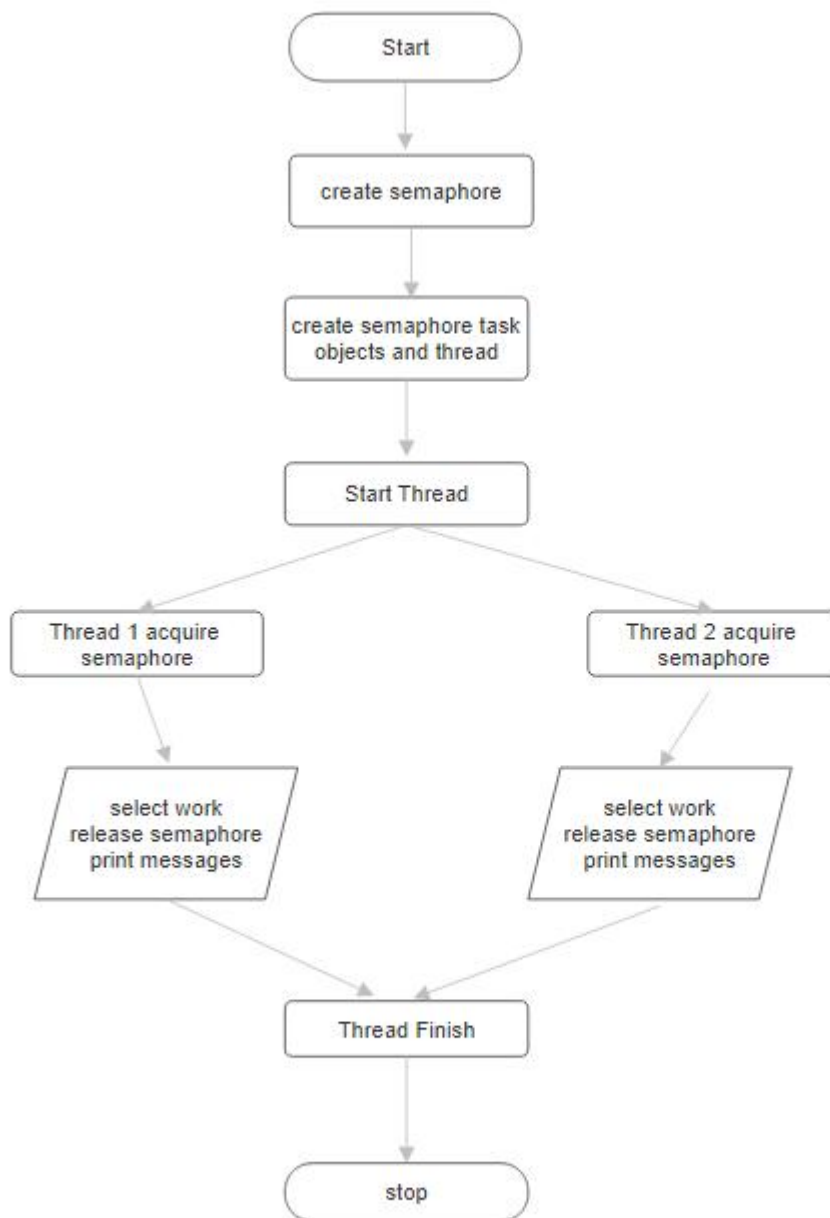 Start
create semaphore
create semaphore task
objects and thread
Start Thread
Thread 1 acquire
semaphore
Thread 2 acquire
semaphore
select work
release semaphore
print messages
select work
release semaphore
print messages
Thread Finish
stop